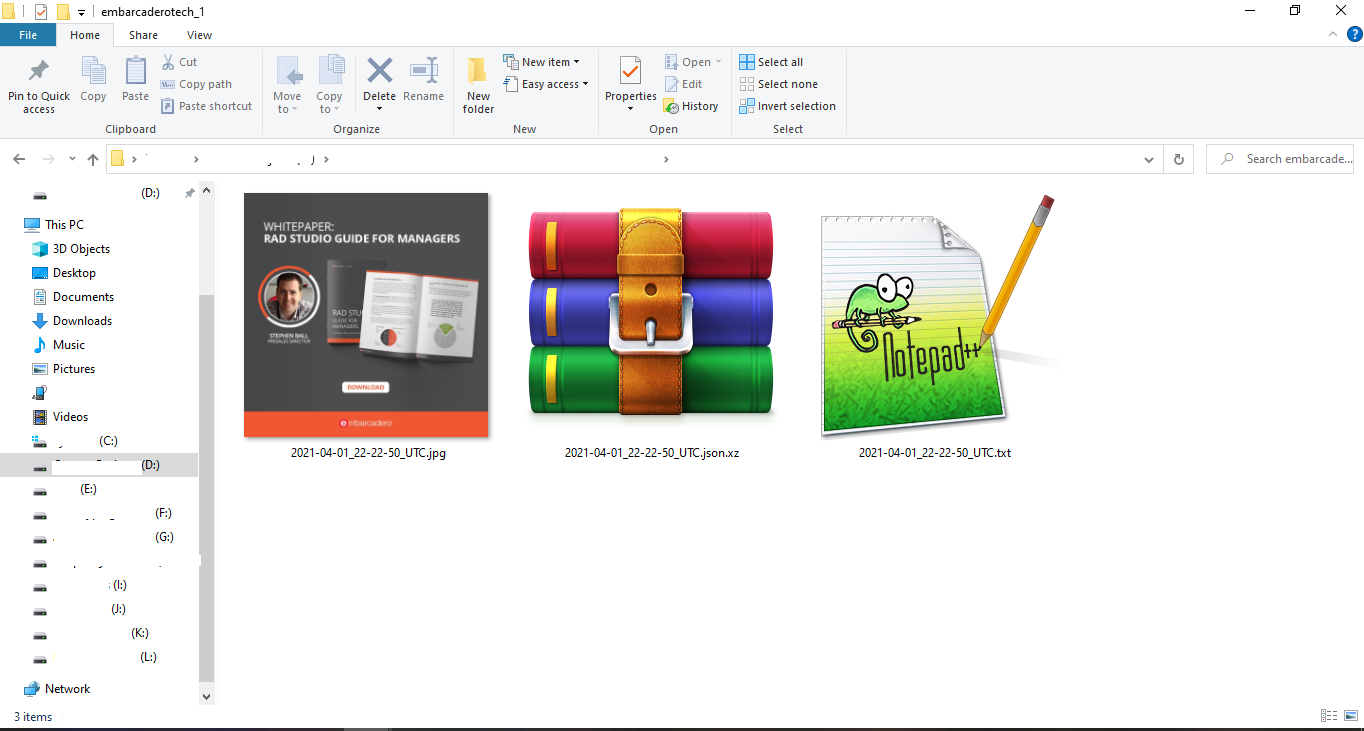 embarcaderotech_1
File Home Share View
Pin to Quick access
Copy
Paste
Cut
Copy path
Paste shortcut
Clipboard
Move to
Copy to
Delete
Rename
Organize
New folder
New item
Easy access
New
Properties
Open
Edit
History
Open
Select all
Select none
Invert selection
Select
Search embarcade...
(D:)
This PC
3D Objects
Desktop
Documents
Downloads
Music
Pictures
Videos
(C:)
(D:)
(E:)
(F:)
(G:)
(I:)
(J:)
(K:)
(L:)
Network
WHITEPAPER:
RAD STUDIO GUIDE FOR MANAGERS
RAD STUDIO
GUIDE FOR
MANAGERS
STEPHEN BALL
PRESALES DIRECTOR
DOWNLOAD
embarcadero
Notepad++
2021-04-01_22-22-50_UTC.jpg
2021-04-01_22-22-50_UTC.json.xz
2021-04-01_22-22-50_UTC.txt
3 items